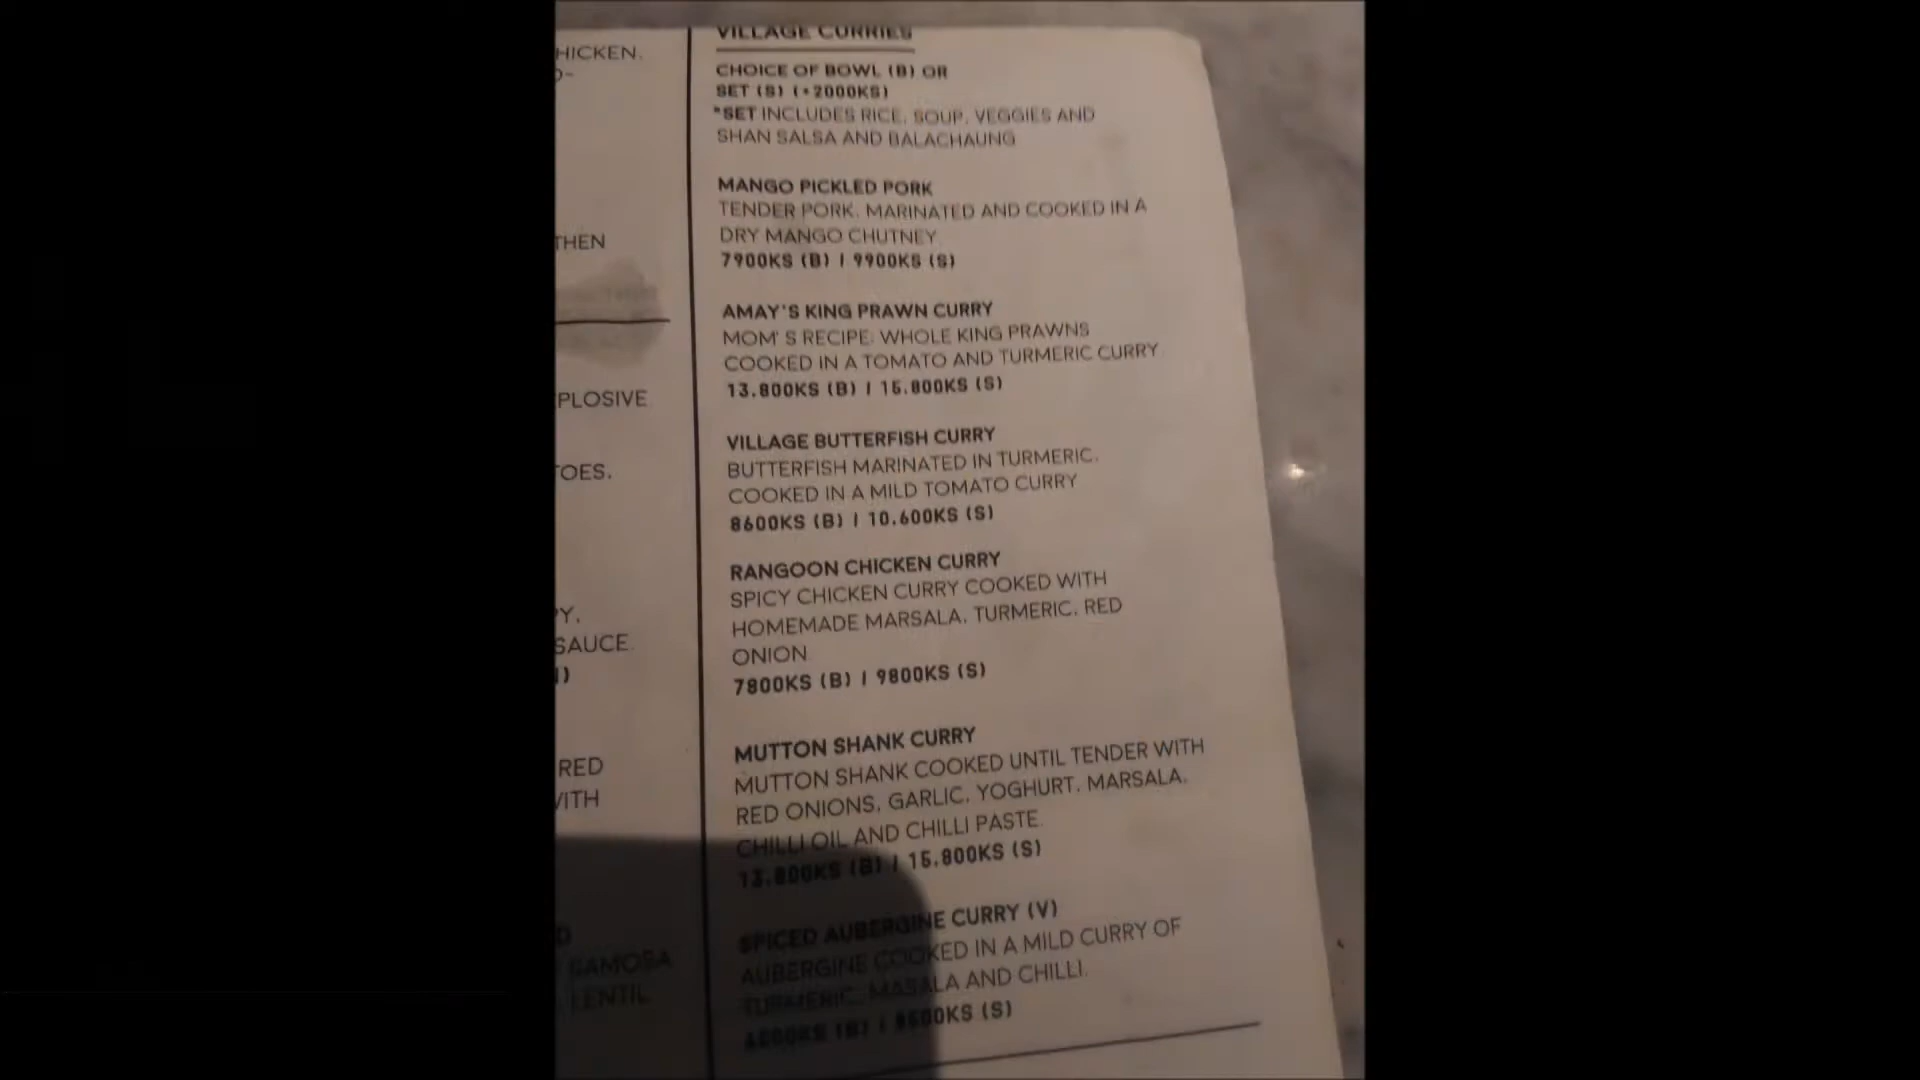 HICKEN.
THEN
PLOSIVE
TOES.
SAUCE
RED
SAMOSA
LENTIL
VILLAGE CURRIES
CHOICE OF BOWL (B) OR
SET (S) (+2000KS)
*SET INCLUDES RICE, SOUP, VEGGIES AND
SHAN SALSA AND BALACHAUNG
MANGO PICKLED PORK
TENDER PORK, MARINATED AND COOKED IN A
DRY MANGO CHUTNEY
7900KS (B) | 9900KS (S)
AMAY'S KING PRAWN CURRY
MOM'S RECIPE: WHOLE KING PRAWNS
COOKED IN A TOMATO AND TURMERIC CURRY
13.800KS (B) | 15.800KS (S)
VILLAGE BUTTERFISH CURRY
BUTTERFISH MARINATED IN TURMERIC,
COOKED IN A MILD TOMATO CURRY
8600KS (B) | 10.600KS (S)
RANGOON CHICKEN CURRY
SPICY CHICKEN CURRY COOKED WITH
HOMEMADE MARSALA, TURMERIC, RED
ONION
7800KS (B) | 9800KS (S)
MUTTON SHANK CURRY
MUTTON SHANK COOKED UNTIL TENDER WITH
RED ONIONS, GARLIC, YOGHURT, MARSALA,
CHILLI OIL AND CHILLI PASTE.
13.800KS (B) | 15.800KS (S)
SPICED AUBERGINE CURRY (V)
AUBERGINE COOKED IN A MILD CURRY OF
TURMERIC, MASALA AND CHILLI.
(B) | (S)